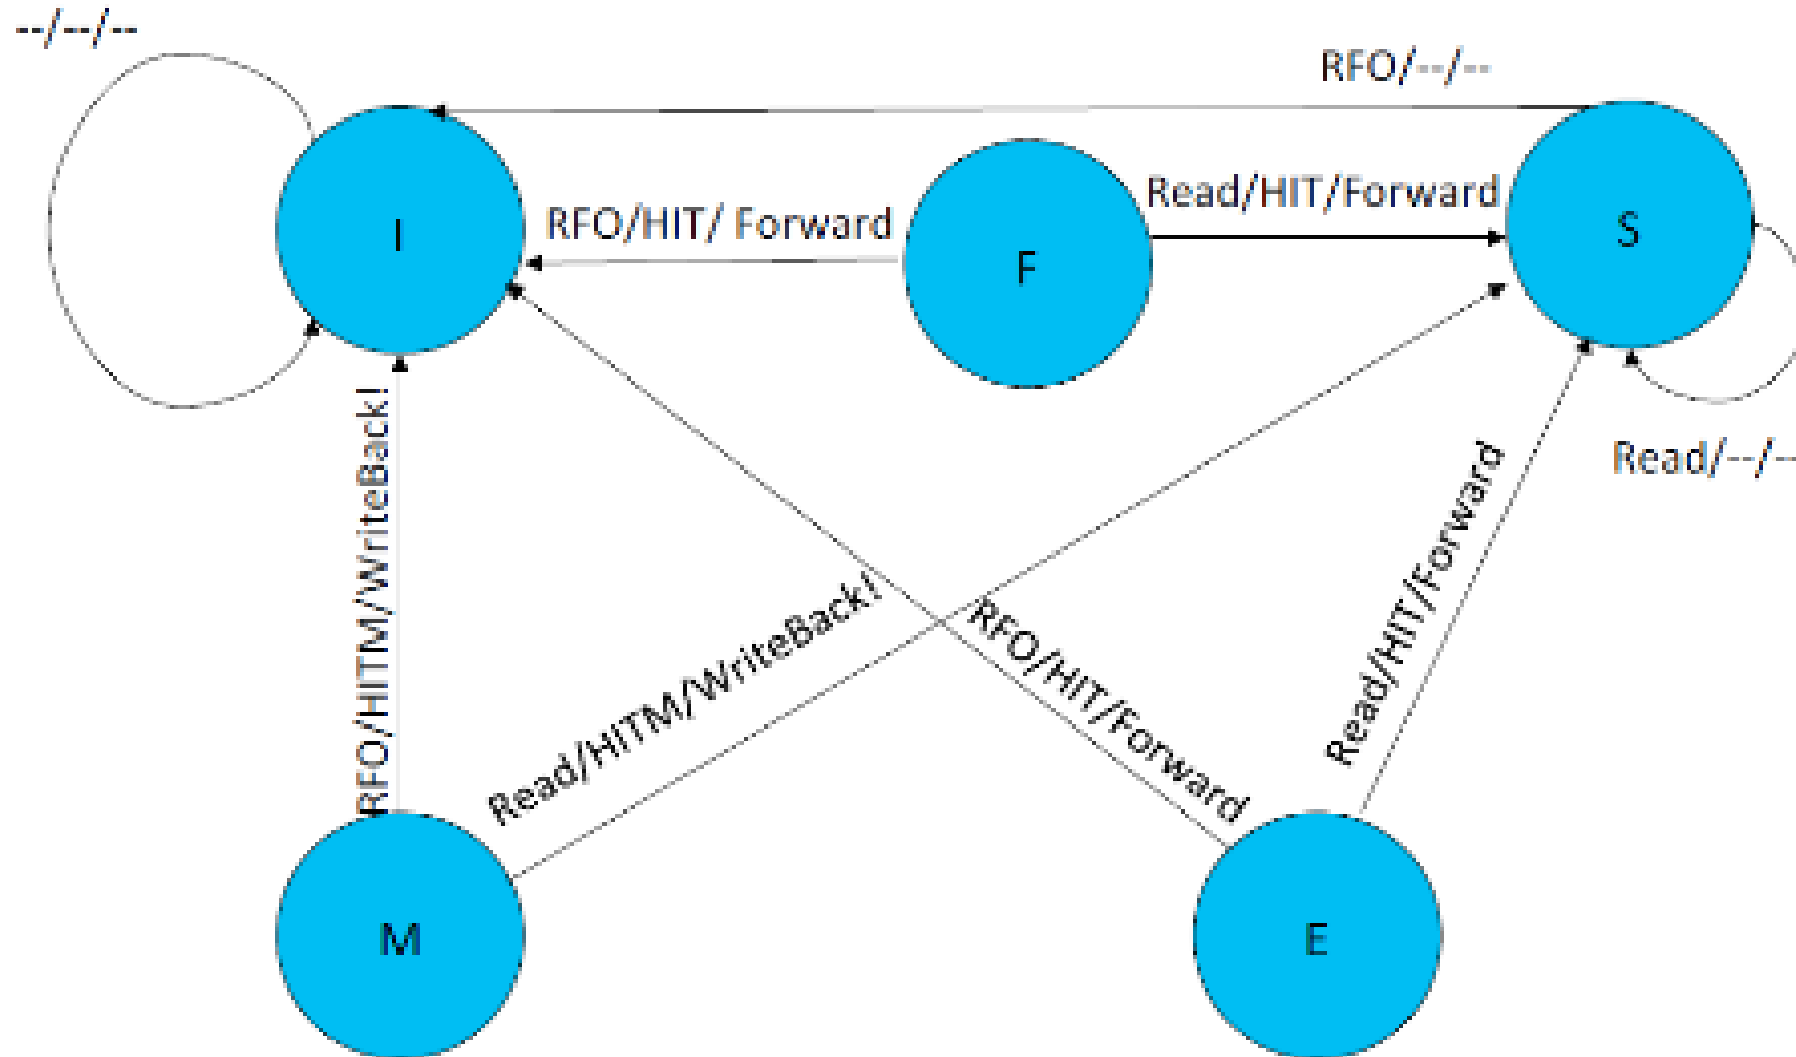 --/--/--
RFO/--/--
I
RFO/HIT/ Forward
F
Read/HIT/Forward
S
Read/--/--
RFO/HITM/WriteBack!
Read/HITM/WriteBack!
RFO/HIT/Forward
Read/HIT/Forward
M
E